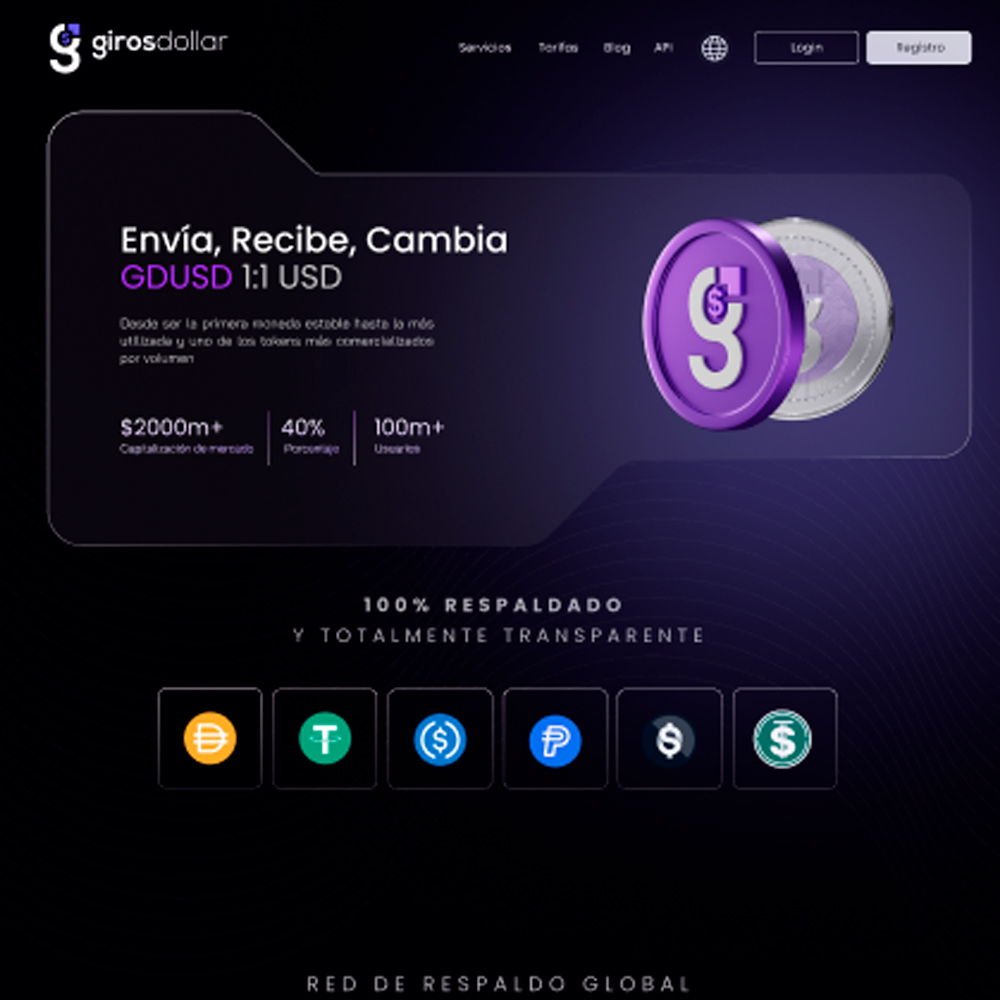 girosdollar
Servicios Tarifas Blog API Login Registro
Envía, Recibe, Cambia
GDUSD 1:1 USD
Desde ser la primera moneda estable hasta la más
utilizada y uno de los tokens más comercializados
por volumen
$2000m+ 40% 100m+
Capitalización de mercado Porcentaje Usuarios
100% RESPALDADO
Y TOTALMENTE TRANSPARENTE
RED DE RESPALDO GLOBAL